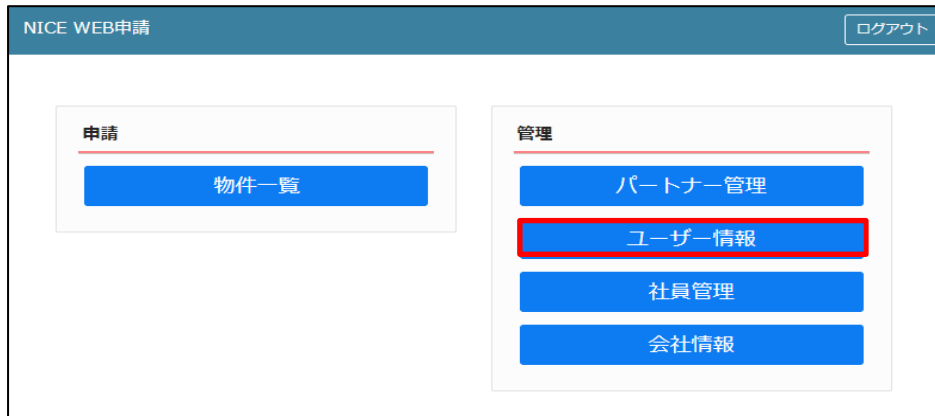 NICE WEB申請
ログアウト
申請
物件一覧
管理
パートナー管理
ユーザー情報
社員管理
会社情報